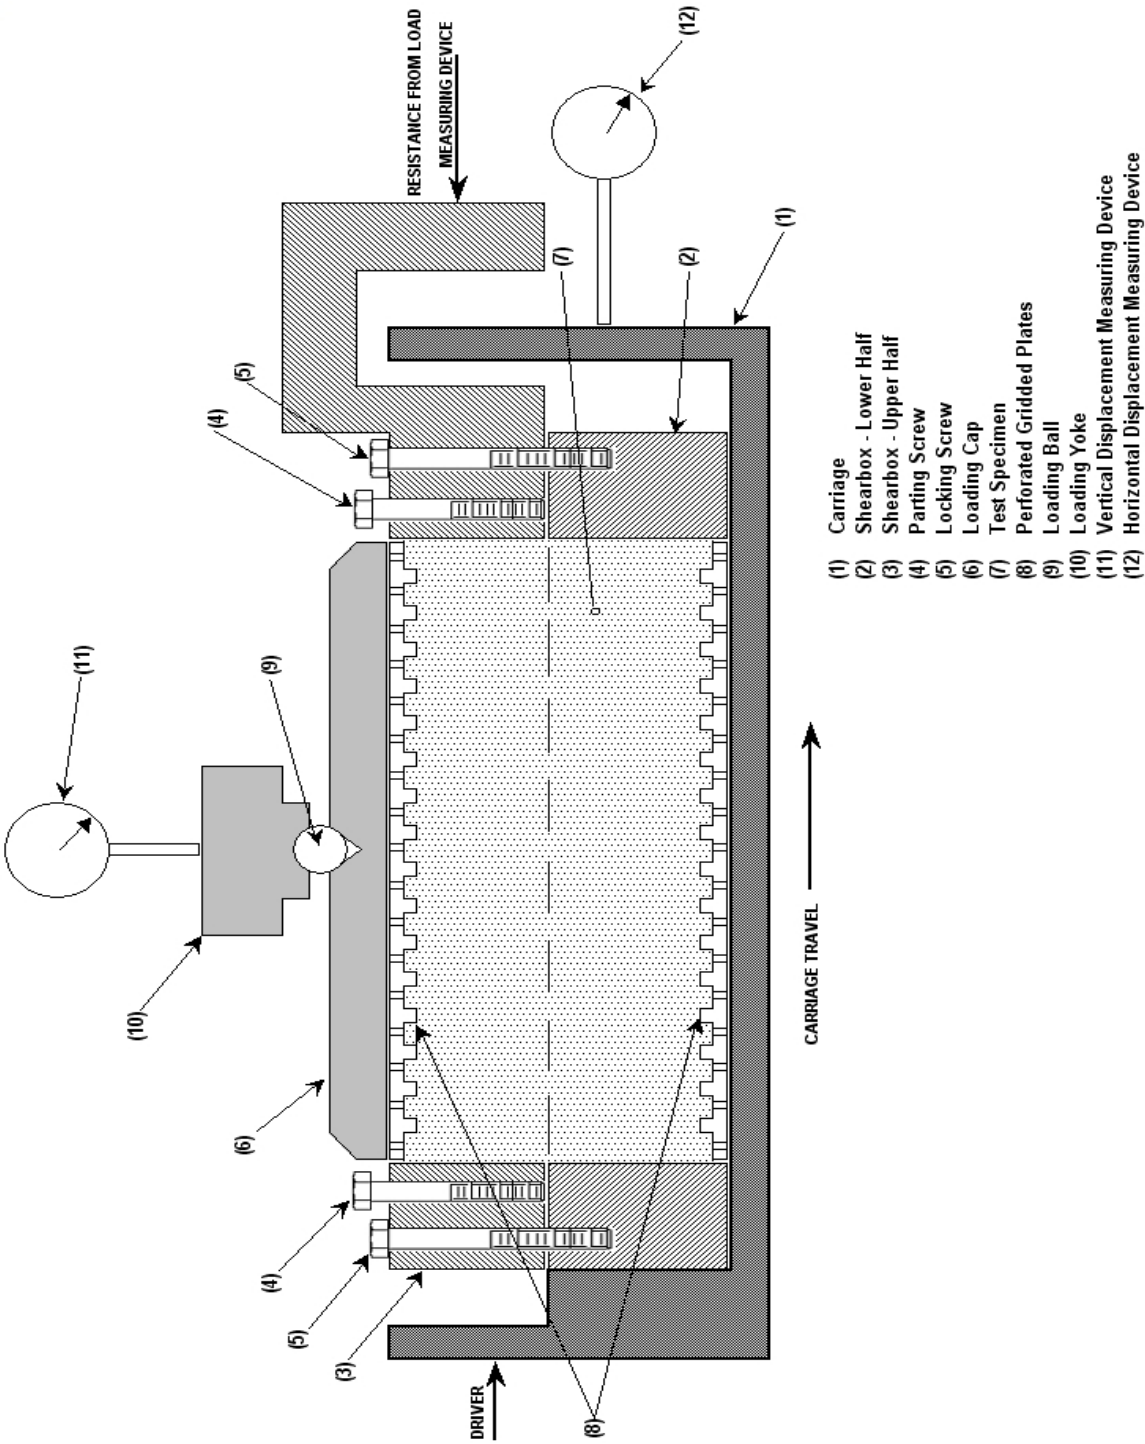 RESISTANCE FROM LOAD
MEASURING DEVICE
(12)
(11)
(7)
(2)
(1)
(5)
(4)
(9)
(10)
(6)
(4)
(5)
(3)
(8)
DRIVER
CARRIAGE TRAVEL
(1) Carriage
(2) Shearbox - Lower Half
(3) Shearbox - Upper Half
(4) Parting Screw
(5) Locking Screw
(6) Loading Cap
(7) Test Specimen
(8) Perforated Gridded Plates
(9) Loading Ball
(10) Loading Yoke
(11) Vertical Displacement Measuring Device
(12) Horizontal Displacement Measuring Device